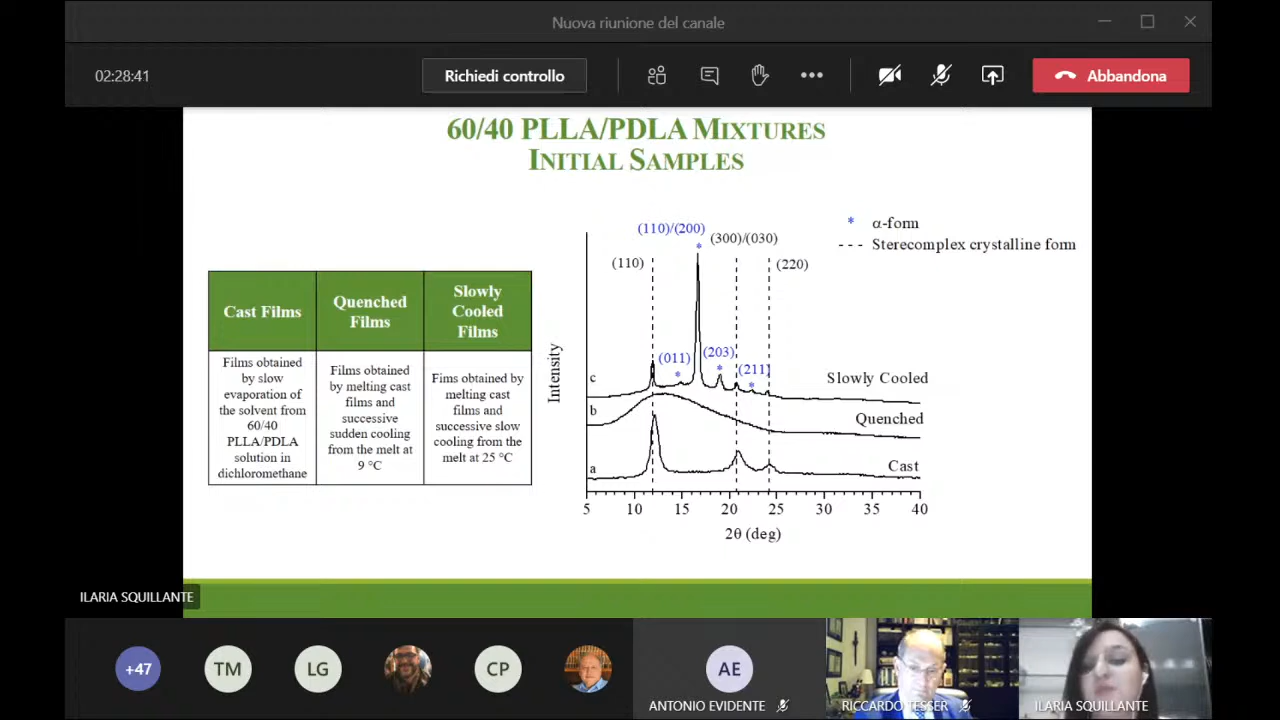 Nuova riunione del canale
02:28:41
Richiedi controllo
Abbandona
60/40 PLLA/PDLA MIXTURES
INITIAL SAMPLES
Cast Films
Quenched
Films
Slowly
Cooled
Films
Films obtained
by slow
evaporation of
the solvent from
60/40
PLLA/PDLA
solution in
dichloromethane
Films obtained
by melting cast
films and
successive
sudden cooling
from the melt at
9 °C
Fims obtained by
melting cast
films and
successive slow
cooling from the
melt at 25 °C
* α-form
--- Sterecomplex crystalline form
(110)/(200)
*
(300)/(030)
(110)
(220)
(011)
*
(203)
*
(211)
*
Intensity
c
Slowly Cooled
b
Quenched
a
Cast
5 10 15 20 25 30 35 40
2θ (deg)
ILARIA SQUILLANTE
+47
TM
LG
CP
AE
ANTONIO EVIDENTE
RICCARDO TESSER
ILARIA SQUILLANTE